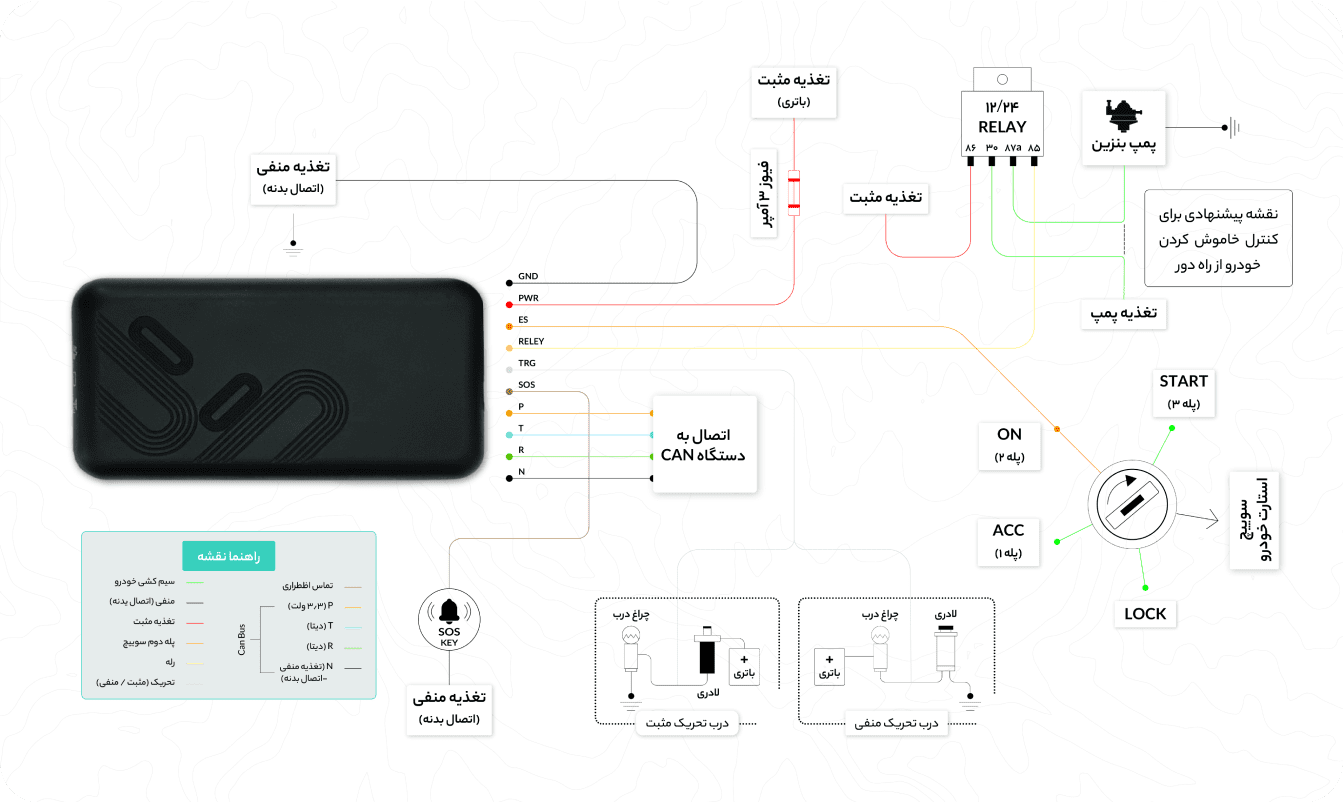 تغذیه منفی
(اتصال بدنه)
تغذیه مثبت
(باتری)
فیوز ۳ آمپر
تغذیه مثبت
۱۲/۲۴
RELAY
۸۶ ۳۰ ۸۷a ۸۵
پمپ بنزین
نقشه پیشنهادی برای
کنترل خاموش کردن
خودرو از راه دور
تغذیه پمپ
GND
PWR
ES
RELEY
TRG
SOS
P
T
R
N
اتصال به
دستگاه CAN
START
(پله ۳)
ON
(پله ۲)
ACC
(پله ۱)
LOCK
سوییچ
استارت خودرو
راهنما نقشه
سیم کشی خودرو
منفی (اتصال بدنه)
تغذیه مثبت
پله دوم سوییچ
رله
تحریک (مثبت / منفی)
تماس اظطراری
P (۳٫۳ ولت)
T (دیتا)
R (دیتا)
N (تغذیه منفی
-اتصال بدنه)
Can Bus
SOS
KEY
تغذیه منفی
(اتصال بدنه)
چراغ درب
لادری
+
باتری
درب تحریک مثبت
چراغ درب
لادری
+
باتری
درب تحریک منفی